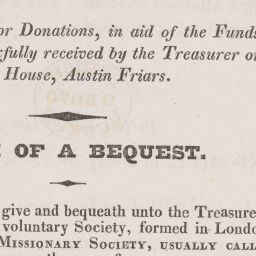 or Donations, in aid of the Funds
fully received by the Treasurer or
House, Austin Friars.
OF A BEQUEST.
give and bequeath unto the Treasure
voluntary Society, formed in Londo
MISSIONARY SOCIETY, USUALLY CALL